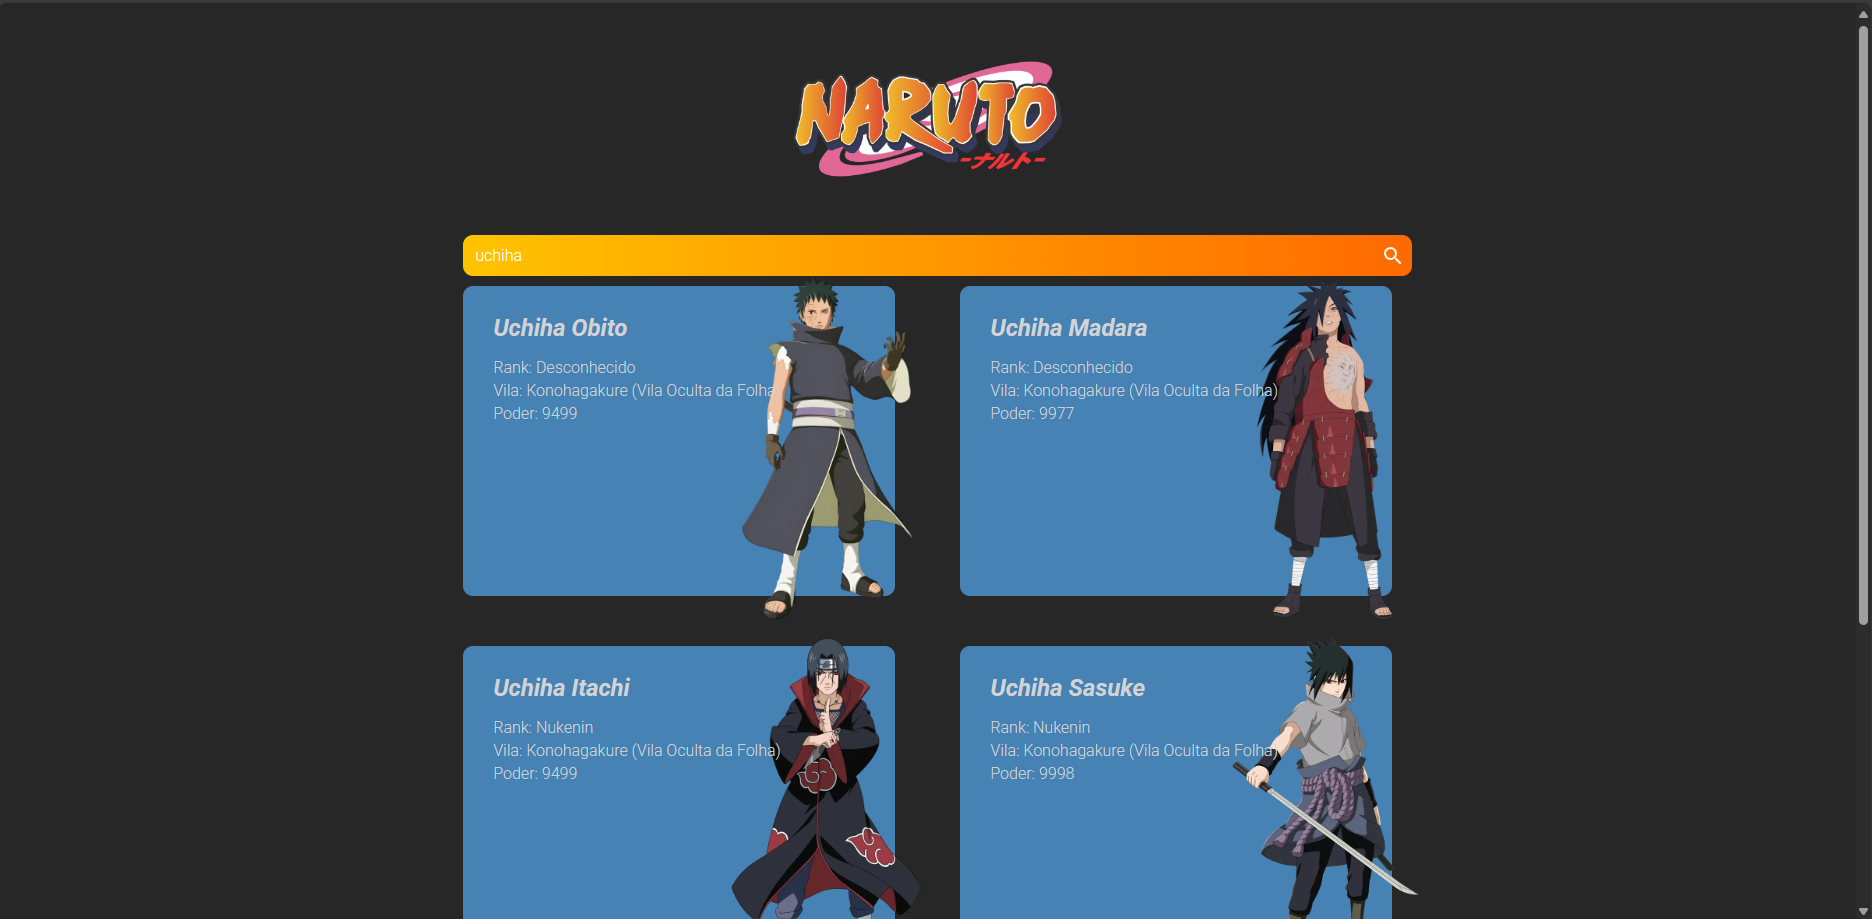 NARUTO
-ナルト-
uchiha
Uchiha Obito
Rank: Desconhecido
Vila: Konohagakure (Vila Oculta da Folha)
Poder: 9499
Uchiha Madara
Rank: Desconhecido
Vila: Konohagakure (Vila Oculta da Folha)
Poder: 9977
Uchiha Itachi
Rank: Nukenin
Vila: Konohagakure (Vila Oculta da Folha)
Poder: 9499
Uchiha Sasuke
Rank: Nukenin
Vila: Konohagakure (Vila Oculta da Folha)
Poder: 9998